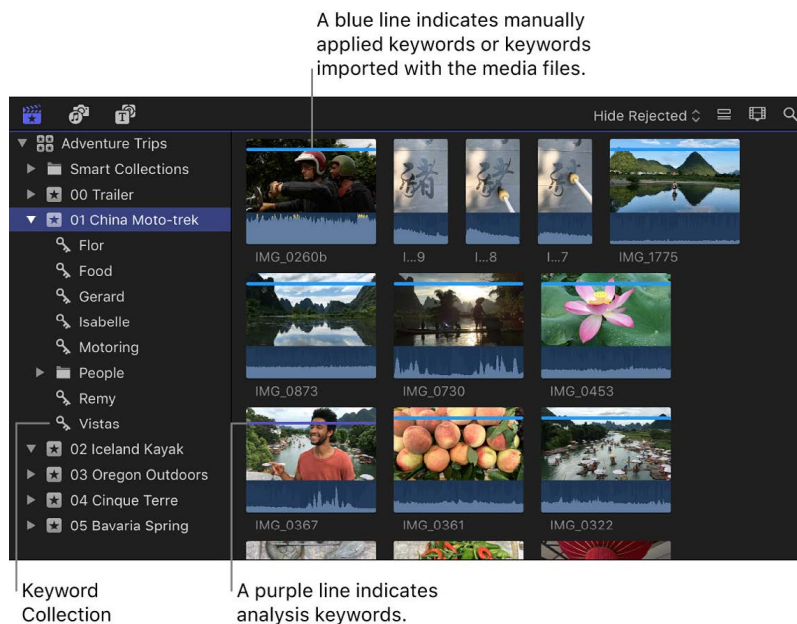 A blue line indicates manually
applied keywords or keywords
imported with the media files.
Hide Rejected
Adventure Trips
Smart Collections
00 Trailer
01 China Moto-trek
Flor
Food
Gerard
Isabelle
Motoring
People
Remy
Vistas
02 Iceland Kayak
03 Oregon Outdoors
04 Cinque Terre
05 Bavaria Spring
猪 猪
IMG_0260b I...9 I...8 I...7 IMG_1775
IMG_0873 IMG_0730 IMG_0453
IMG_0367 IMG_0361 IMG_0322
Keyword
Collection
A purple line indicates
analysis keywords.